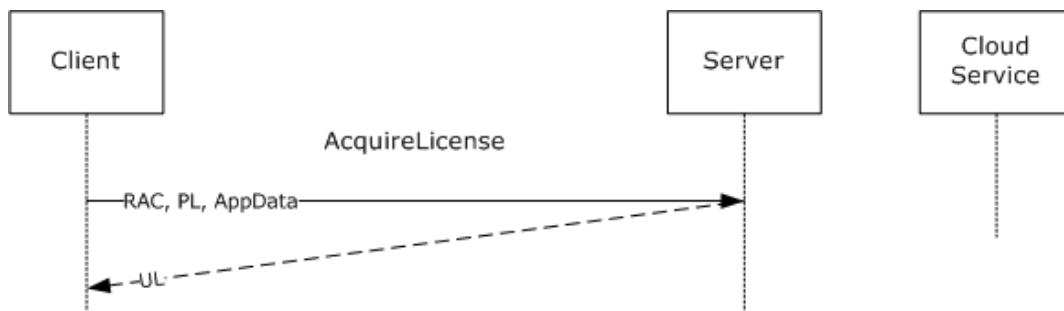 Client
Server
Cloud
Service
AcquireLicense
RAC, PL, AppData
UL